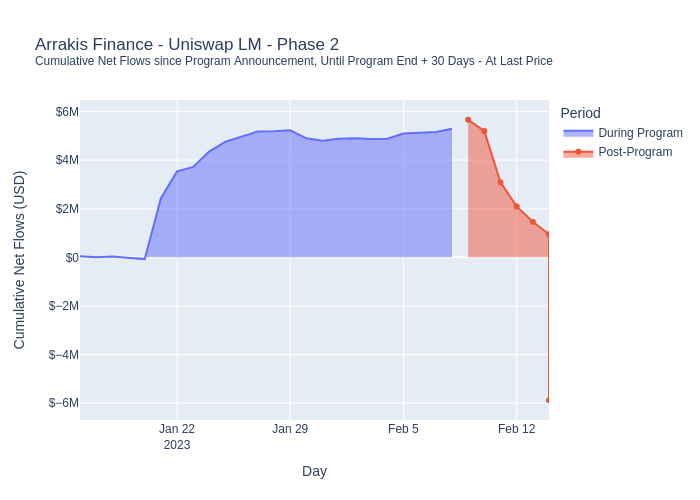 Arrakis Finance - Uniswap LM - Phase 2
Cumulative Net Flows since Program Announcement, Until Program End + 30 Days - At Last Price
Period
During Program
Post-Program
Cumulative Net Flows (USD)
$6M
$4M
$2M
$0
$−2M
$−4M
$−6M
Jan 22
2023
Jan 29
Feb 5
Feb 12
Day